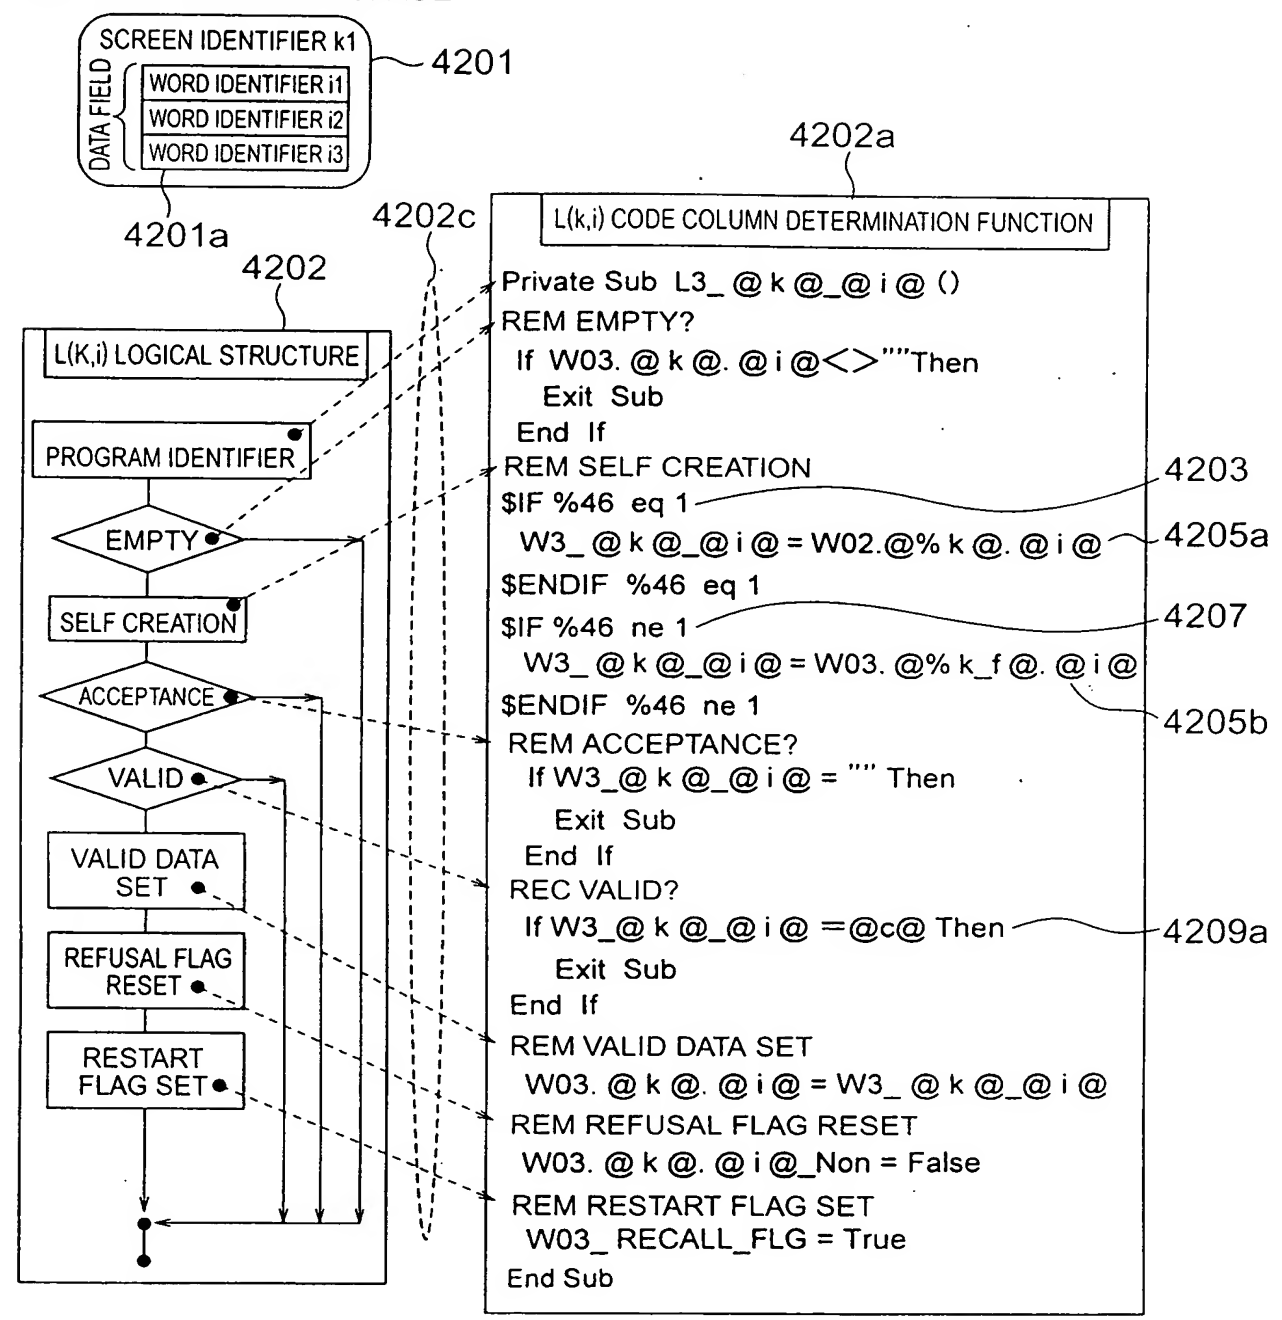 SCREEN IDENTIFIER k1
4201
DATA FIELD
WORD IDENTIFIER i1
WORD IDENTIFIER i2
WORD IDENTIFIER i3
4201a
4202
L(K,i) LOGICAL STRUCTURE
PROGRAM IDENTIFIER
EMPTY
SELF CREATION
ACCEPTANCE
VALID
VALID DATA
SET
REFUSAL FLAG
RESET
RESTART
FLAG SET
4202c
4202a
L(k,i) CODE COLUMN DETERMINATION FUNCTION
Private Sub L3_ @ k @_@ i @ ()
REM EMPTY?
If W03. @ k @. @ i @<>""Then
Exit Sub
End If
REM SELF CREATION
$IF %46 eq 1
4203
W3_ @ k @_@ i @ = W02.@% k @. @ i @
4205a
$ENDIF %46 eq 1
$IF %46 ne 1
4207
W3_ @ k @_@ i @ = W03. @% k_f @. @ i @
4205b
$ENDIF %46 ne 1
REM ACCEPTANCE?
If W3_@ k @_@ i @ = "" Then
Exit Sub
End If
REC VALID?
If W3_@ k @_@ i @ =@c@ Then
4209a
Exit Sub
End If
REM VALID DATA SET
W03. @ k @. @ i @ = W3_ @ k @_@ i @
REM REFUSAL FLAG RESET
W03. @ k @. @ i @_Non = False
REM RESTART FLAG SET
W03_ RECALL_FLG = True
End Sub